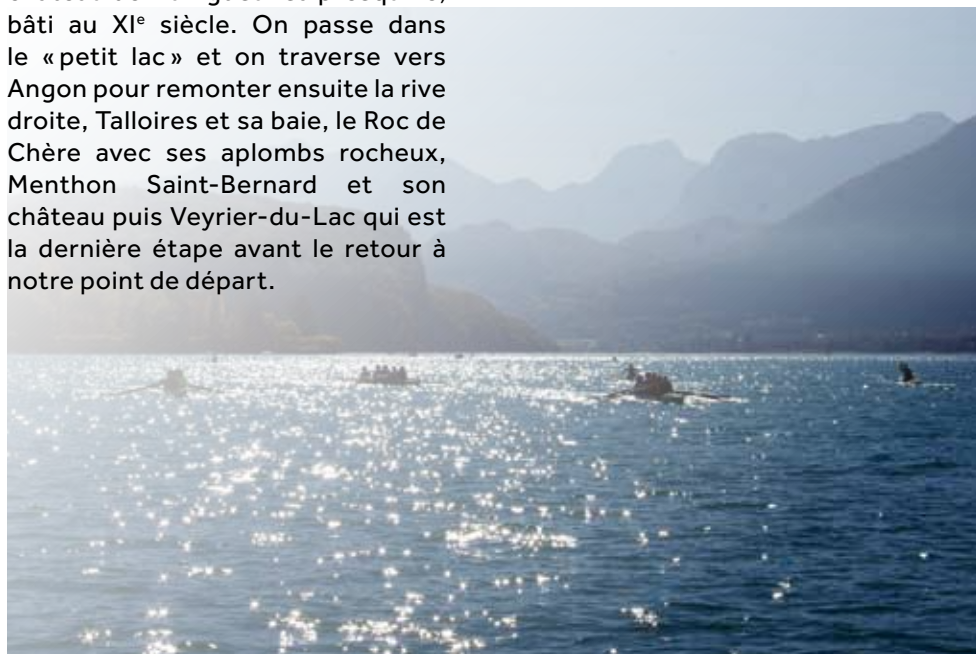 bâti au XIᵉ siècle. On passe dans
le « petit lac » et on traverse vers
Angon pour remonter ensuite la rive
droite, Talloires et sa baie, le Roc de
Chère avec ses aplombs rocheux,
Menthon Saint-Bernard et son
château puis Veyrier-du-Lac qui est
la dernière étape avant le retour à
notre point de départ.